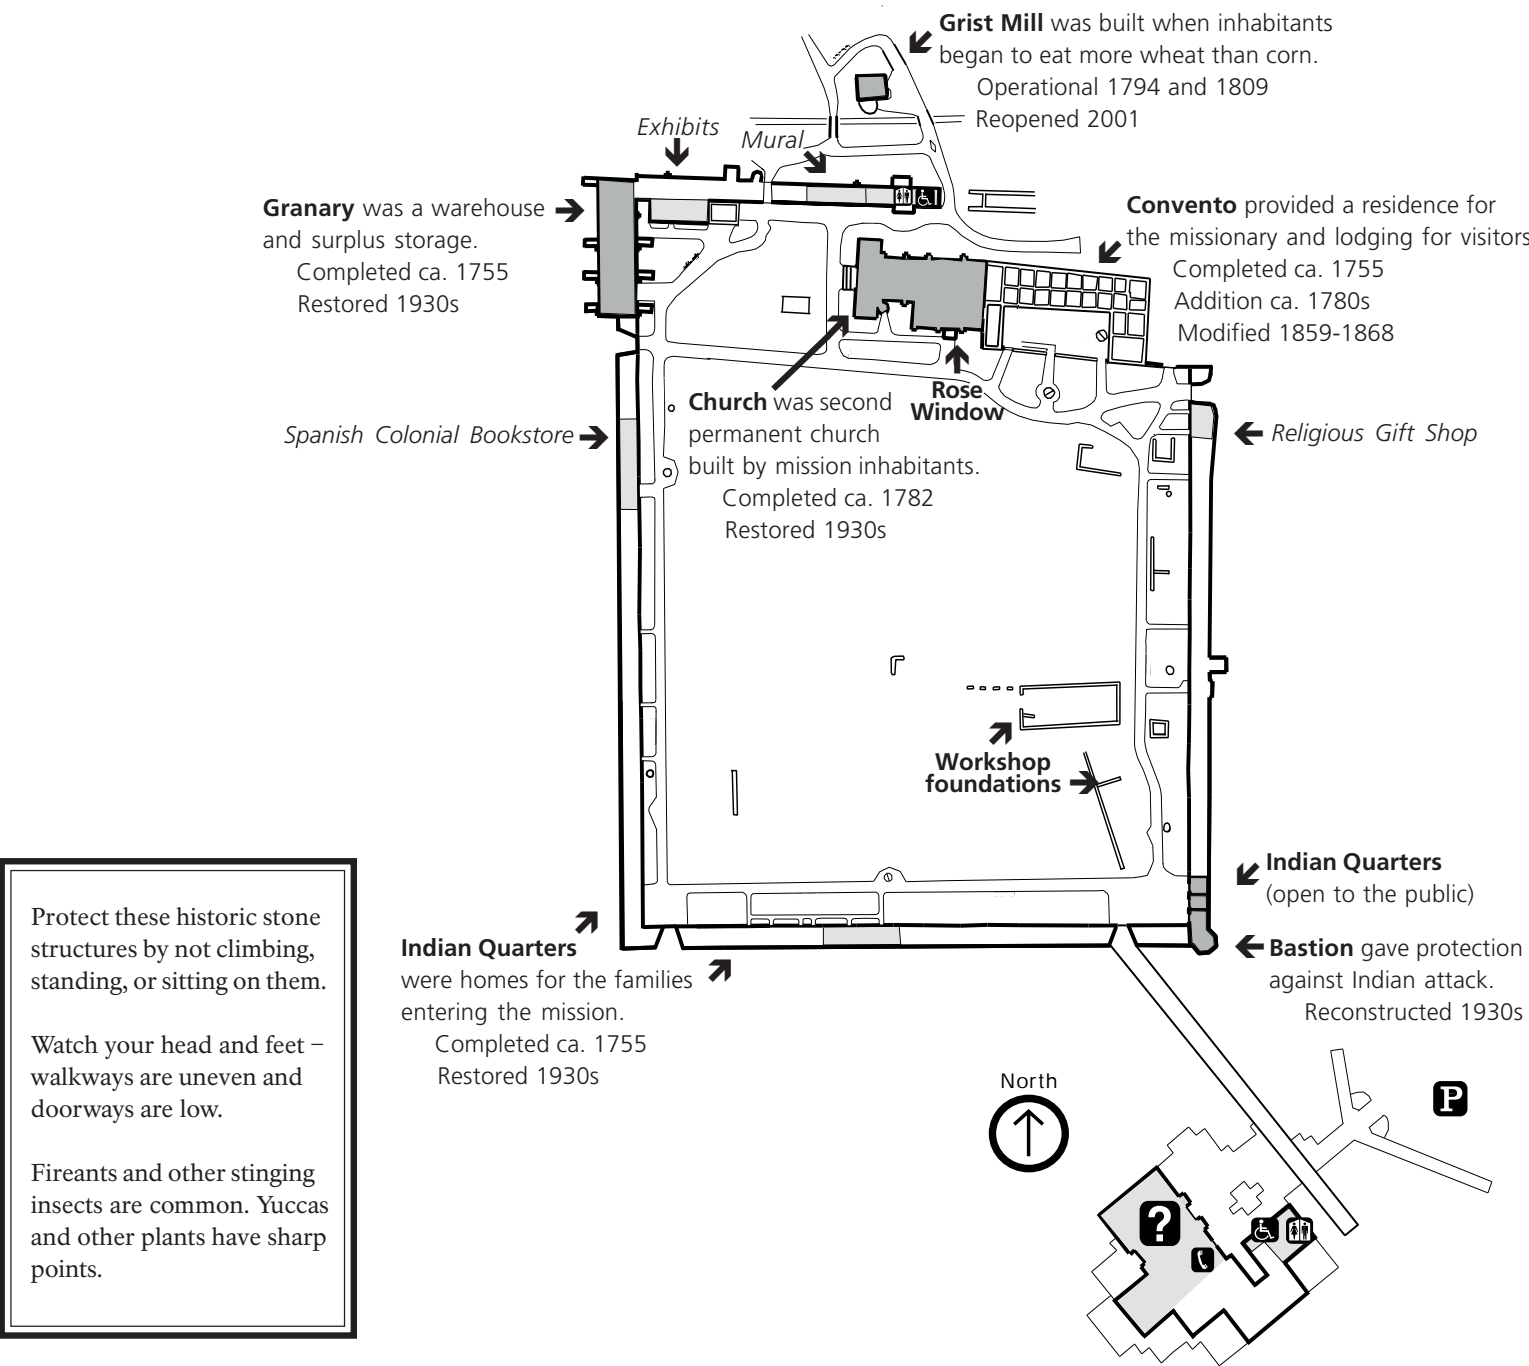 Grist Mill was built when inhabitants
began to eat more wheat than corn.
Operational 1794 and 1809
Reopened 2001
Exhibits
Mural
Granary was a warehouse
and surplus storage.
Completed ca. 1755
Restored 1930s
Convento provided a residence for
the missionary and lodging for visitors
Completed ca. 1755
Addition ca. 1780s
Modified 1859-1868
Rose
Window
Church was second
permanent church
built by mission inhabitants.
Completed ca. 1782
Restored 1930s
Spanish Colonial Bookstore
Religious Gift Shop
Workshop
foundations
Indian Quarters
(open to the public)
Bastion gave protection
against Indian attack.
Reconstructed 1930s
Indian Quarters
were homes for the families
entering the mission.
Completed ca. 1755
Restored 1930s
Protect these historic stone
structures by not climbing,
standing, or sitting on them.
Watch your head and feet –
walkways are uneven and
doorways are low.
Fireants and other stinging
insects are common. Yuccas
and other plants have sharp
points.
North
P
?